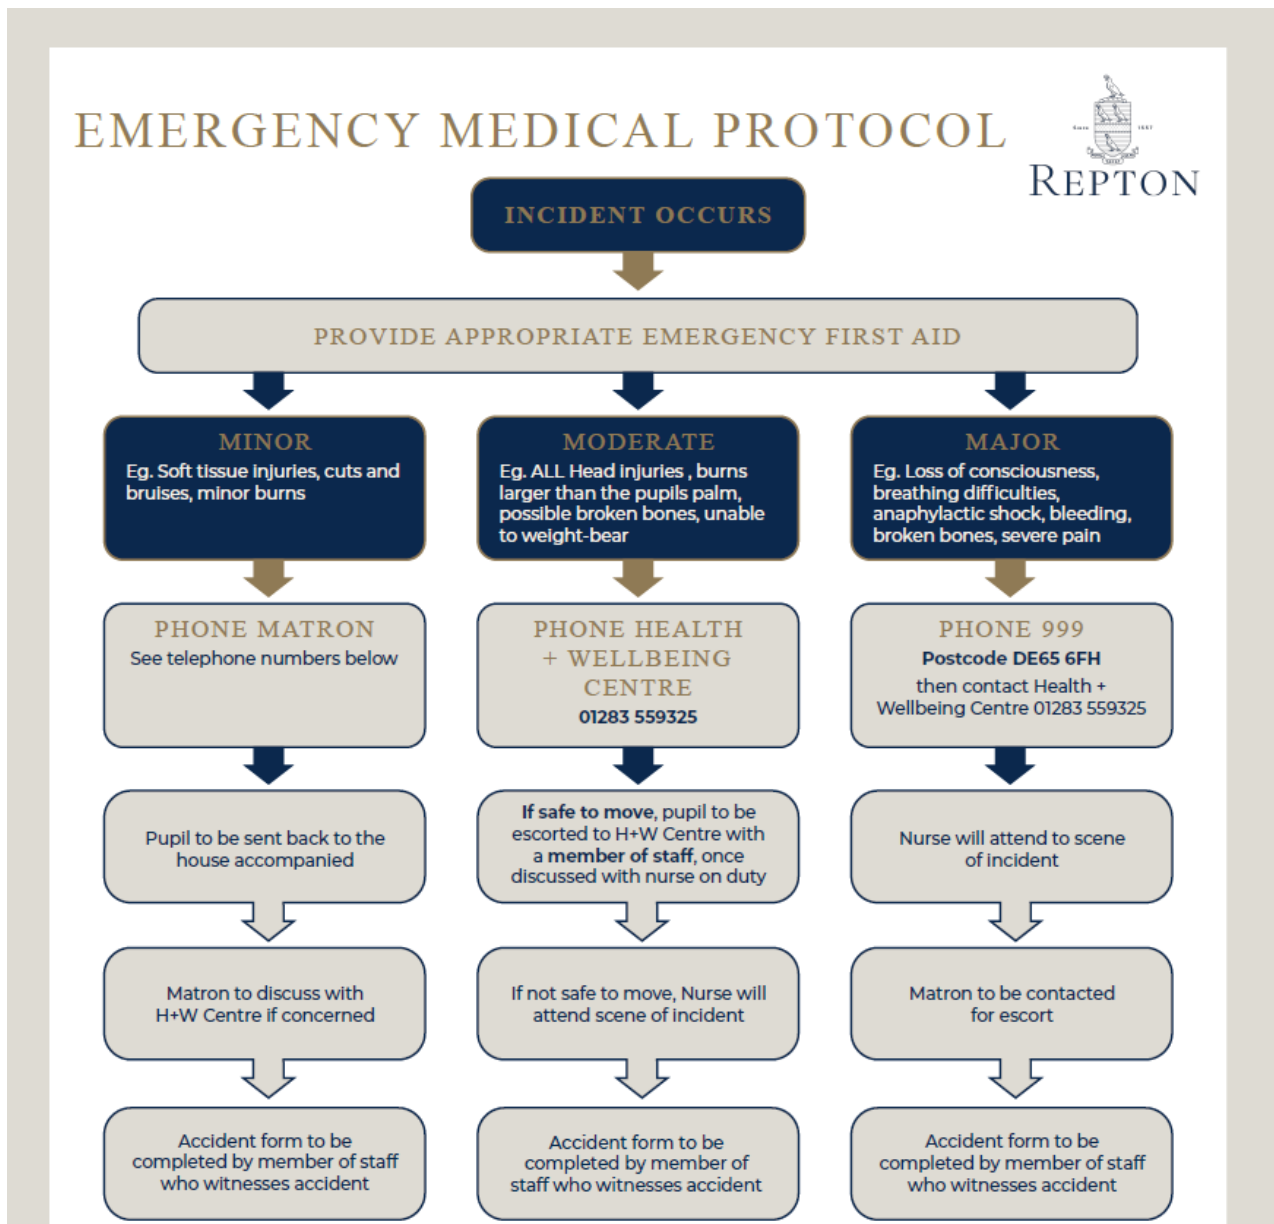 EMERGENCY MEDICAL PROTOCOL
REPTON
INCIDENT OCCURS
PROVIDE APPROPRIATE EMERGENCY FIRST AID
MINOR
Eg. Soft tissue injuries, cuts and
bruises, minor burns
MODERATE
Eg. ALL Head injuries , burns
larger than the pupils palm,
possible broken bones, unable
to weight-bear
MAJOR
Eg. Loss of consciousness,
breathing difficulties,
anaphylactic shock, bleeding,
broken bones, severe pain
PHONE MATRON
See telephone numbers below
PHONE HEALTH
+ WELLBEING
CENTRE
01283 559325
PHONE 999
Postcode DE65 6FH
then contact Health +
Wellbeing Centre 01283 559325
Pupil to be sent back to the
house accompanied
If safe to move, pupil to be
escorted to H+W Centre with
a member of staff, once
discussed with nurse on duty
Nurse will attend to scene
of incident
Matron to discuss with
H+W Centre if concerned
If not safe to move, Nurse will
attend scene of incident
Matron to be contacted
for escort
Accident form to be
completed by member of staff
who witnesses accident
Accident form to be
completed by member of
staff who witnesses accident
Accident form to be
completed by member of staff
who witnesses accident